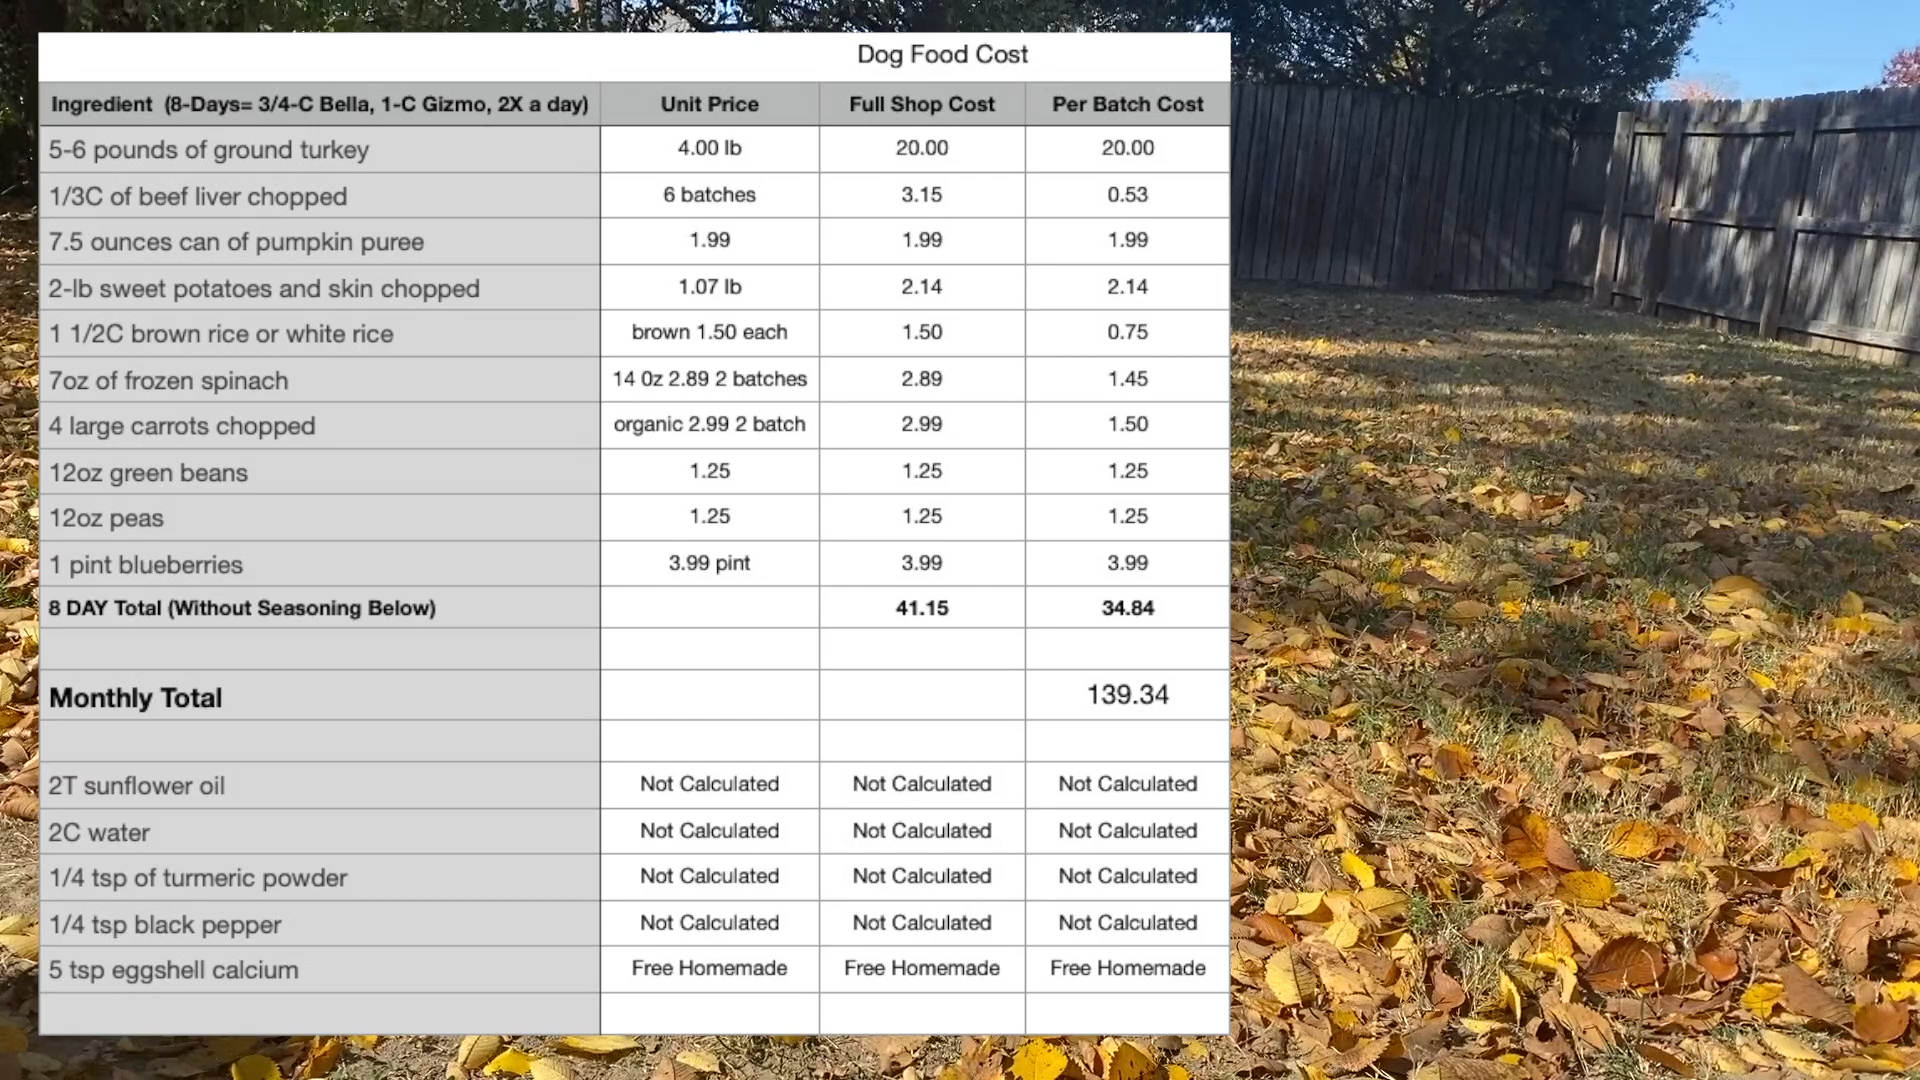 Dog Food Cost
Ingredient (8-Days= 3/4-C Bella, 1-C Gizmo, 2X a day) Unit Price Full Shop Cost Per Batch Cost
5-6 pounds of ground turkey 4.00 lb 20.00 20.00
1/3C of beef liver chopped 6 batches 3.15 0.53
7.5 ounces can of pumpkin puree 1.99 1.99 1.99
2-lb sweet potatoes and skin chopped 1.07 lb 2.14 2.14
1 1/2C brown rice or white rice brown 1.50 each 1.50 0.75
7oz of frozen spinach 14 0z 2.89 2 batches 2.89 1.45
4 large carrots chopped organic 2.99 2 batch 2.99 1.50
12oz green beans 1.25 1.25 1.25
12oz peas 1.25 1.25 1.25
1 pint blueberries 3.99 pint 3.99 3.99
8 DAY Total (Without Seasoning Below) 41.15 34.84
Monthly Total 139.34
2T sunflower oil Not Calculated Not Calculated Not Calculated
2C water Not Calculated Not Calculated Not Calculated
1/4 tsp of turmeric powder Not Calculated Not Calculated Not Calculated
1/4 tsp black pepper Not Calculated Not Calculated Not Calculated
5 tsp eggshell calcium Free Homemade Free Homemade Free Homemade